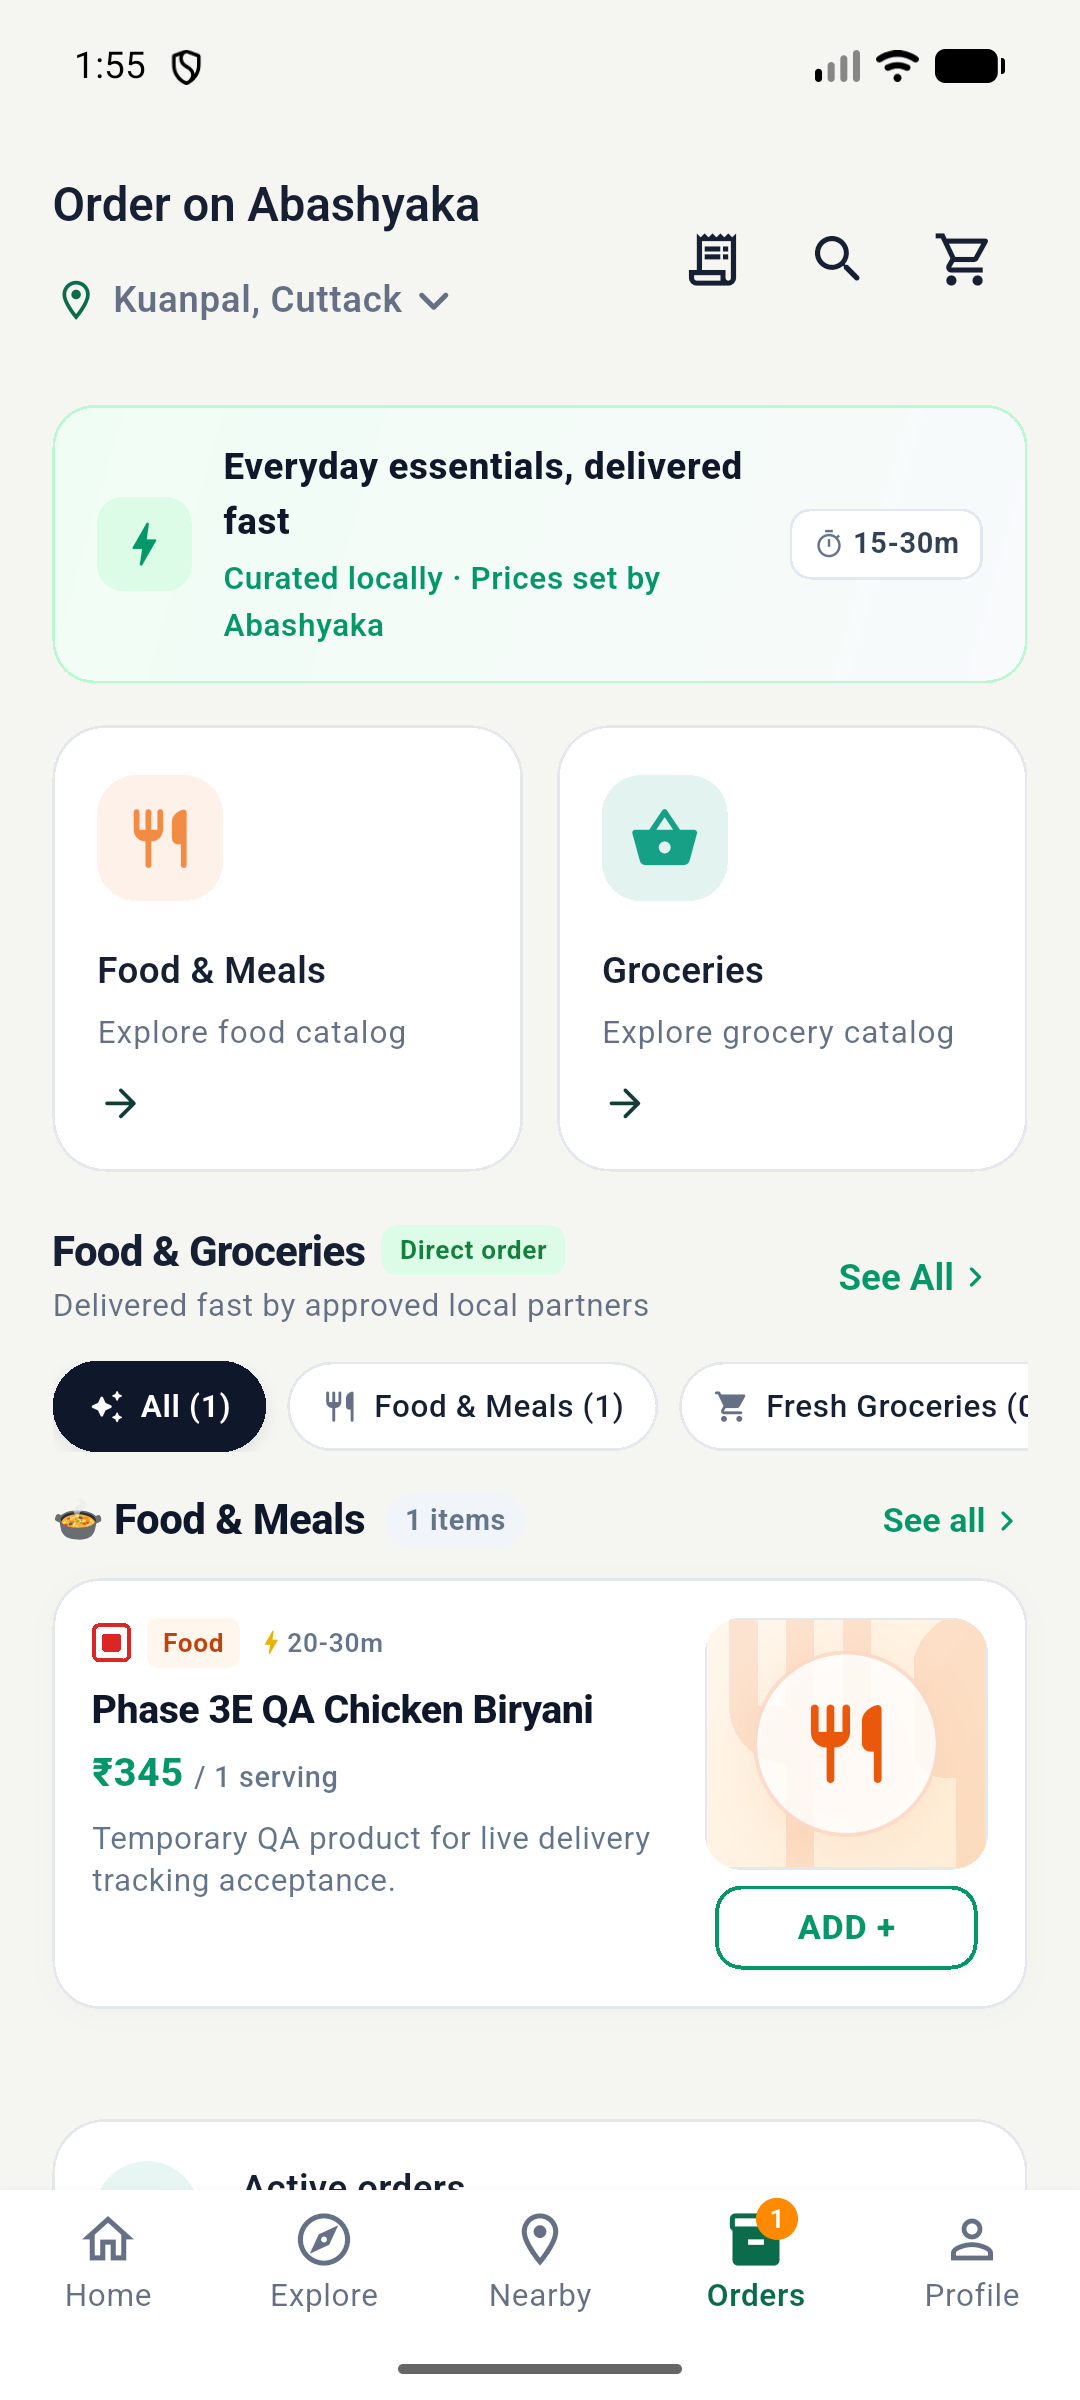 1:55
Order on Abashyaka
Kuanpal, Cuttack
Everyday essentials, delivered
fast
Curated locally · Prices set by
Abashyaka
15-30m
Food & Meals
Explore food catalog
Groceries
Explore grocery catalog
Food & Groceries
Direct order
Delivered fast by approved local partners
See All
All (1)
Food & Meals (1)
Fresh Groceries (0
Food & Meals
1 items
See all
Food
20-30m
Phase 3E QA Chicken Biryani
₹345 / 1 serving
Temporary QA product for live delivery
tracking acceptance.
ADD +
Active orders
1
Home
Explore
Nearby
Orders
Profile